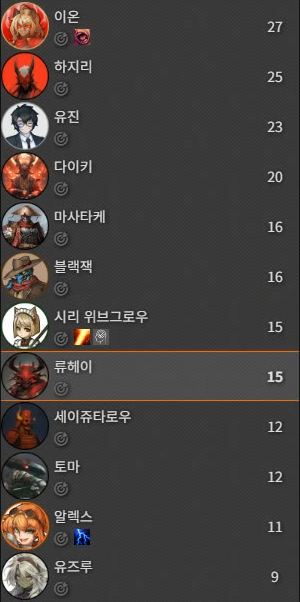 이온 27
하지리 25
유진 23
다이키 20
마사타케 16
블랙잭 16
시리 위브그로우 15
류헤이 15
세이쥬타로우 12
토마 12
알렉스 11
유즈루 9